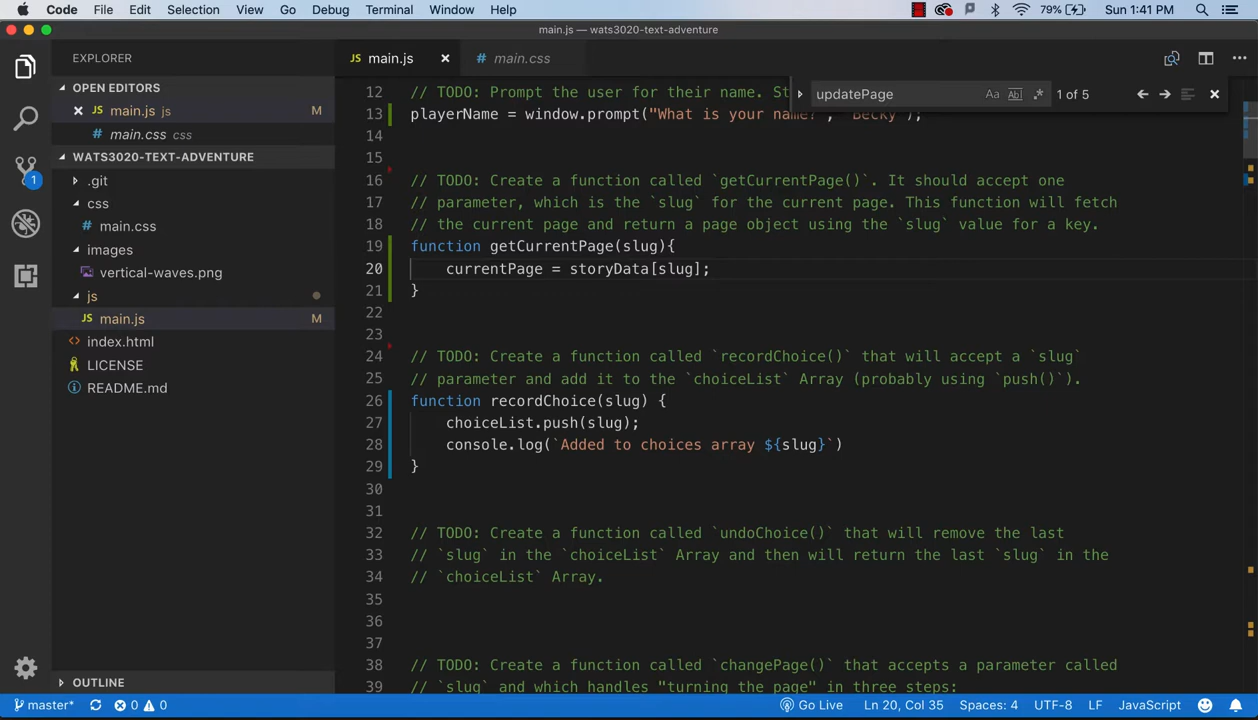 Code File Edit Selection View Go Debug Terminal Window Help 79% Sun 1:41 PM
main.js — wats3020-text-adventure
EXPLORER
JS main.js
# main.css
OPEN EDITORS
updatePage Aa Abl .* 1 of 5
JS main.js js M
# main.css css
WATS3020-TEXT-ADVENTURE
.git
css
# main.css
images
vertical-waves.png
js
JS main.js M
<> index.html
LICENSE
README.md
12 // TODO: Prompt the user for their name. St
13 playerName = window.prompt("What is your name?", "Becky");
14
15
16 // TODO: Create a function called `getCurrentPage()`. It should accept one
17 // parameter, which is the `slug` for the current page. This function will fetch
18 // the current page and return a page object using the `slug` value for a key.
19 function getCurrentPage(slug){
20 currentPage = storyData[slug];
21 }
22
23
24 // TODO: Create a function called `recordChoice()` that will accept a `slug`
25 // parameter and add it to the `choiceList` Array (probably using `push()`).
26 function recordChoice(slug) {
27 choiceList.push(slug);
28 console.log(`Added to choices array ${slug}`)
29 }
30
31
32 // TODO: Create a function called `undoChoice()` that will remove the last
33 // `slug` in the `choiceList` Array and then will return the last `slug` in the
34 // `choiceList` Array.
35
36
37
38 // TODO: Create a function called `changePage()` that accepts a parameter called
39 // `slug` and which handles "turning the page" in three steps:
1
OUTLINE
master* 0 0 Go Live Ln 20, Col 35 Spaces: 4 UTF-8 LF JavaScript